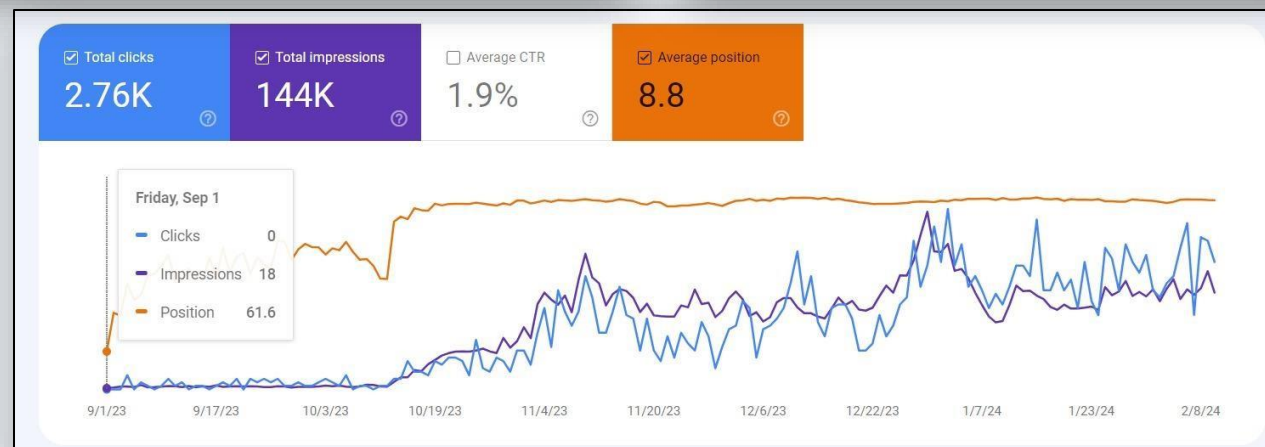 Total clicks
2.76K
Total impressions
144K
Average CTR
1.9%
Average position
8.8
Friday, Sep 1
Clicks 0
Impressions 18
Position 61.6
9/1/23 9/17/23 10/3/23 10/19/23 11/4/23 11/20/23 12/6/23 12/22/23 1/7/24 1/23/24 2/8/24